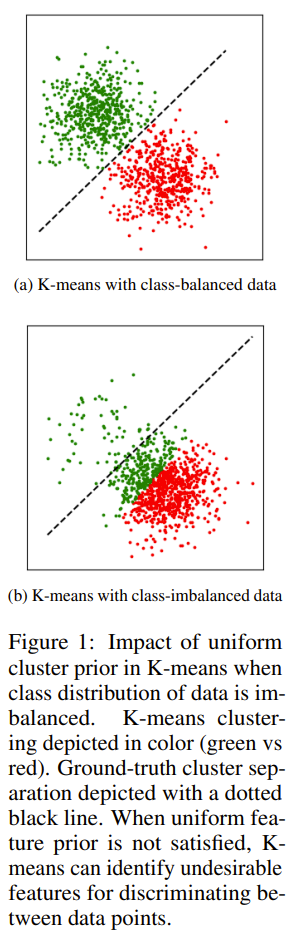 (a) K-means with class-balanced data
(b) K-means with class-imbalanced data
Figure 1: Impact of uniform
cluster prior in K-means when
class distribution of data is im-
balanced. K-means cluster-
ing depicted in color (green vs
red). Ground-truth cluster sep-
aration depicted with a dotted
black line. When uniform fea-
ture prior is not satisfied, K-
means can identify undesirable
features for discriminating be-
tween data points.